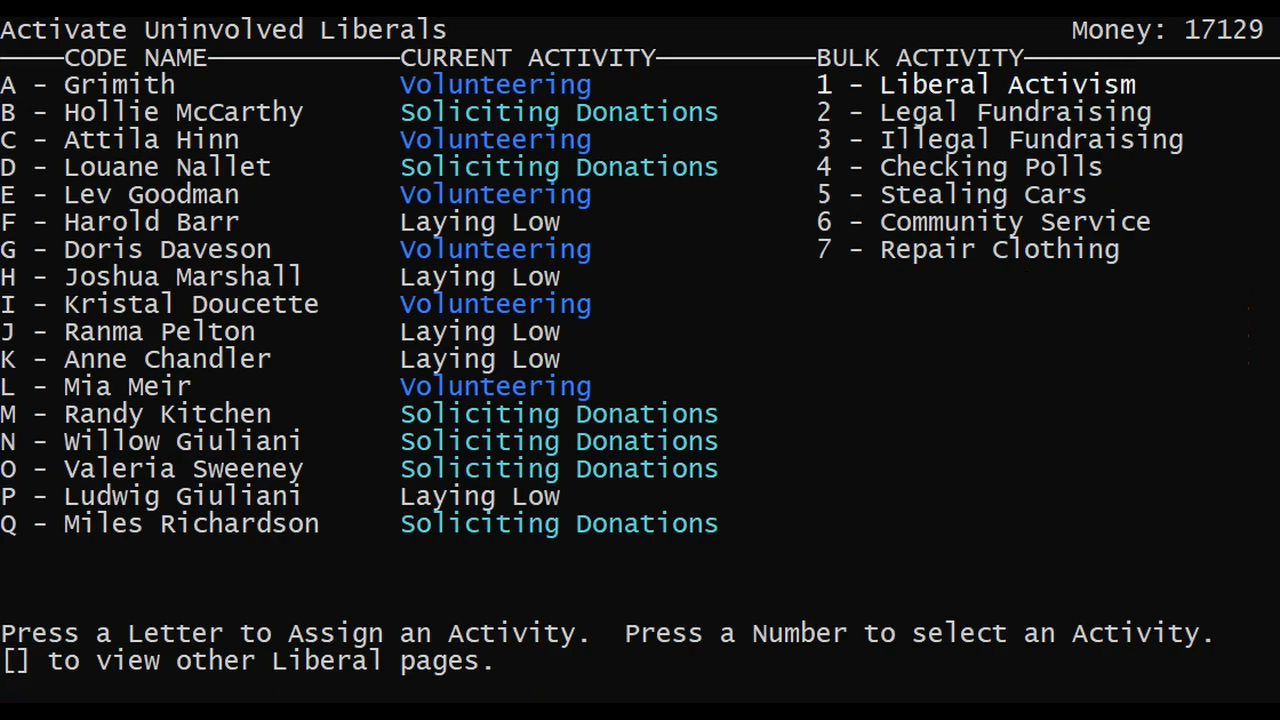 Activate Uninvolved Liberals Money: 17129
CODE NAME CURRENT ACTIVITY BULK ACTIVITY
A - Grimith Volunteering 1 - Liberal Activism
B - Hollie McCarthy Soliciting Donations 2 - Legal Fundraising
C - Attila Hinn Volunteering 3 - Illegal Fundraising
D - Louane Nallet Soliciting Donations 4 - Checking Polls
E - Lev Goodman Volunteering 5 - Stealing Cars
F - Harold Barr Laying Low 6 - Community Service
G - Doris Daveson Volunteering 7 - Repair Clothing
H - Joshua Marshall Laying Low
I - Kristal Doucette Volunteering
J - Ranma Pelton Laying Low
K - Anne Chandler Laying Low
L - Mia Meir Volunteering
M - Randy Kitchen Soliciting Donations
N - Willow Giuliani Soliciting Donations
O - Valeria Sweeney Soliciting Donations
P - Ludwig Giuliani Laying Low
Q - Miles Richardson Soliciting Donations
Press a Letter to Assign an Activity. Press a Number to select an Activity.
[] to view other Liberal pages.